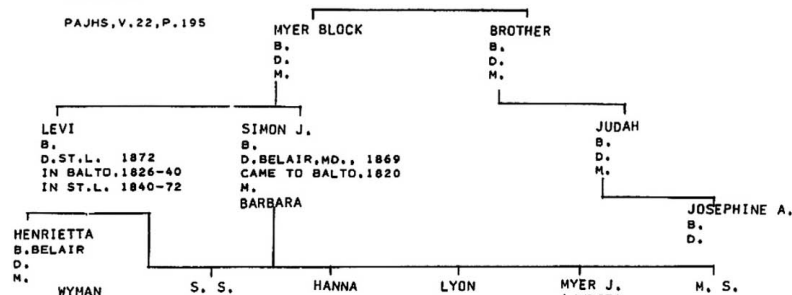 PAJHS,V.22,P.195
MYER BLOCK
B.
D.
M.
BROTHER
B.
D.
M.
LEVI
B.
D.ST.L. 1872
IN BALTO.1826-40
IN ST.L. 1840-72
SIMON J.
B.
D.BELAIR,MD., 1869
CAME TO BALTO.1820
M.
BARBARA
JUDAH
B.
D.
M.
JOSEPHINE A.
B.
D.
HENRIETTA
B.BELAIR
D.
M.
WYMAN
S. S.
HANNA
LYON
MYER J.
M. S.